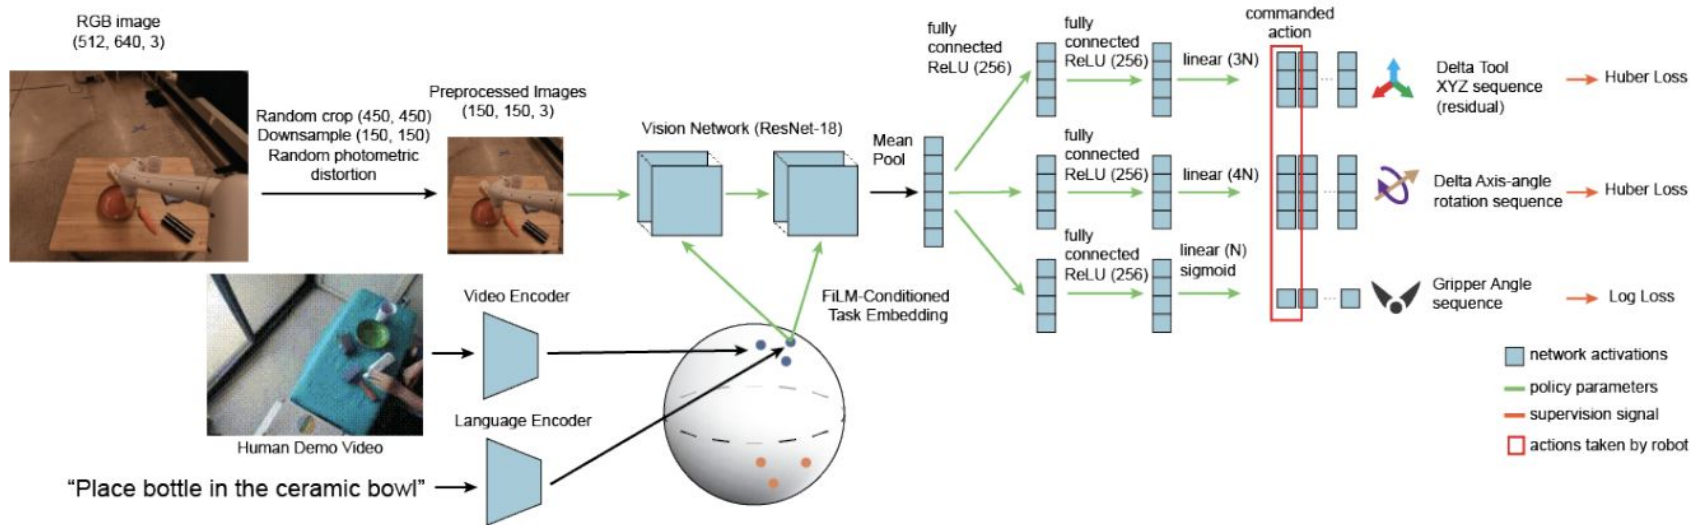 RGB image
(512, 640, 3)
Random crop (450, 450)
Downsample (150, 150)
Random photometric
distortion
Preprocessed Images
(150, 150, 3)
Vision Network (ResNet-18)
Mean
Pool
fully
connected
ReLU (256)
fully
connected
ReLU (256)
linear (3N)
commanded
action
Delta Tool
XYZ sequence
(residual)
Huber Loss
fully
connected
ReLU (256)
linear (4N)
Delta Axis-angle
rotation sequence
Huber Loss
fully
connected
ReLU (256)
linear (N)
sigmoid
Gripper Angle
sequence
Log Loss
Video Encoder
FiLM-Conditioned
Task Embedding
Language Encoder
Human Demo Video
"Place bottle in the ceramic bowl"
network activations
policy parameters
supervision signal
actions taken by robot